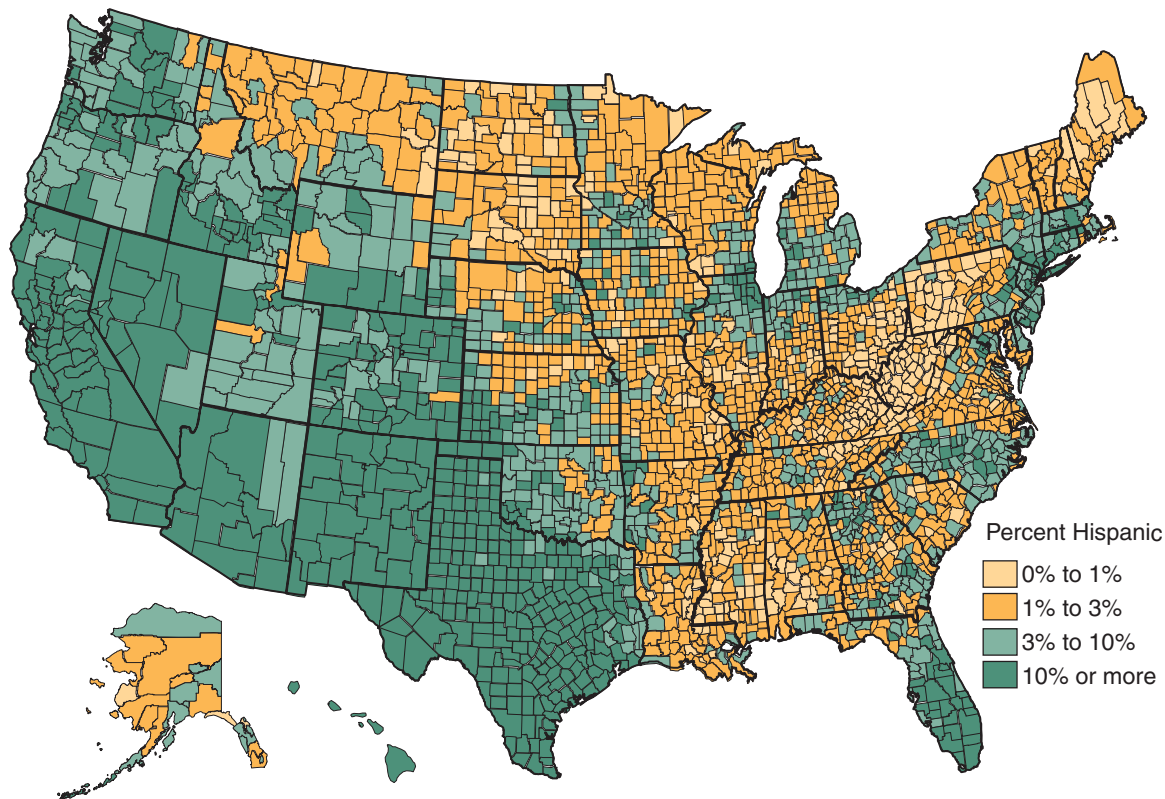 Percent Hispanic
0% to 1%
1% to 3%
3% to 10%
10% or more